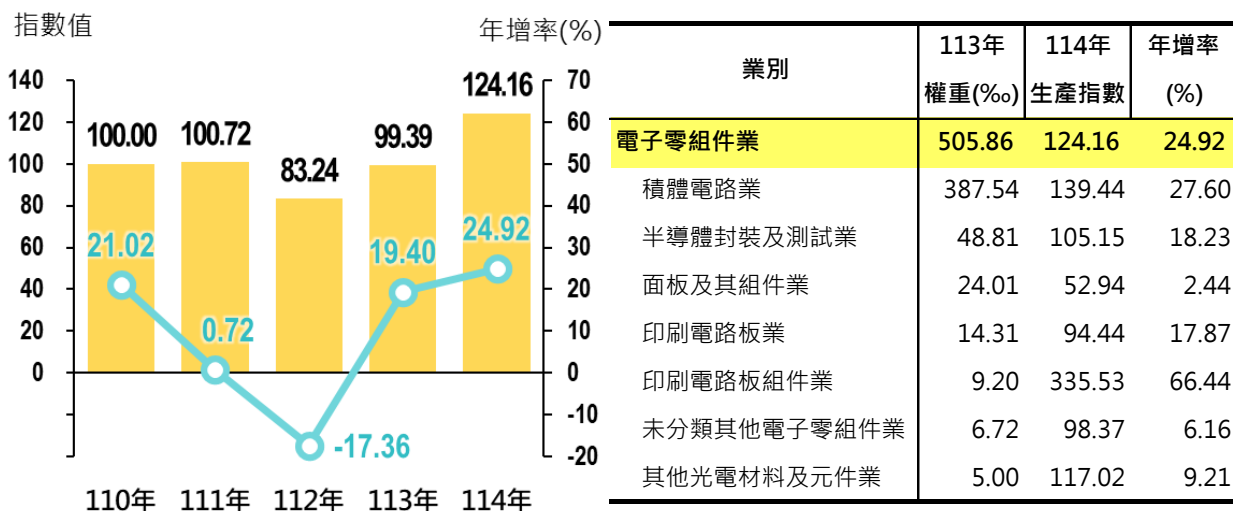 指數值
年增率(%)
140
120
100
80
60
40
20
0
70
60
50
40
30
20
10
0
-10
-20
100.00
100.72
83.24
99.39
124.16
21.02
0.72
-17.36
19.40
24.92
110年 111年 112年 113年 114年
業別 113年權重(‰) 114年生產指數 年增率(%)
電子零組件業 505.86 124.16 24.92
積體電路業 387.54 139.44 27.60
半導體封裝及測試業 48.81 105.15 18.23
面板及其組件業 24.01 52.94 2.44
印刷電路板業 14.31 94.44 17.87
印刷電路板組件業 9.20 335.53 66.44
未分類其他電子零組件業 6.72 98.37 6.16
其他光電材料及元件業 5.00 117.02 9.21